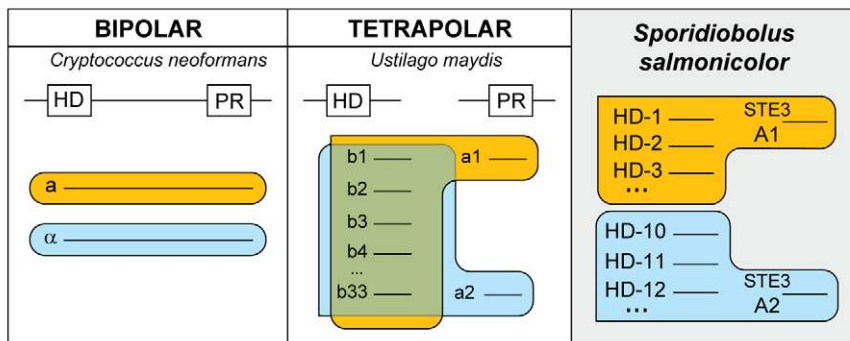 BIPOLAR
Cryptococcus neoformans
HD PR
a
α
TETRAPOLAR
Ustilago maydis
HD PR
b1 a1
b2
b3
b4
...
b33 a2
Sporidiobolus
salmonicolor
HD-1 STE3
HD-2 A1
HD-3
...
HD-10
HD-11
HD-12 STE3
... A2